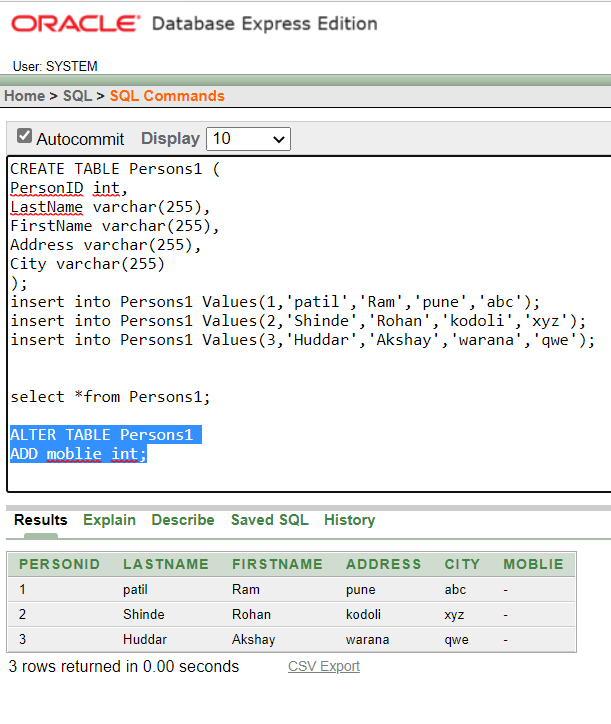 ORACLE® Database Express Edition
User: SYSTEM
Home > SQL > SQL Commands
Autocommit Display 10
CREATE TABLE Persons1 (
PersonID int,
LastName varchar(255),
FirstName varchar(255),
Address varchar(255),
City varchar(255)
);
insert into Persons1 Values(1,'patil','Ram','pune','abc');
insert into Persons1 Values(2,'Shinde','Rohan','kodoli','xyz');
insert into Persons1 Values(3,'Huddar','Akshay','warana','qwe');
select *from Persons1;
ALTER TABLE Persons1
ADD moblie int;
Results Explain Describe Saved SQL History
PERSONID LASTNAME FIRSTNAME ADDRESS CITY MOBLIE
1 patil Ram pune abc -
2 Shinde Rohan kodoli xyz -
3 Huddar Akshay warana qwe -
3 rows returned in 0.00 seconds CSV Export